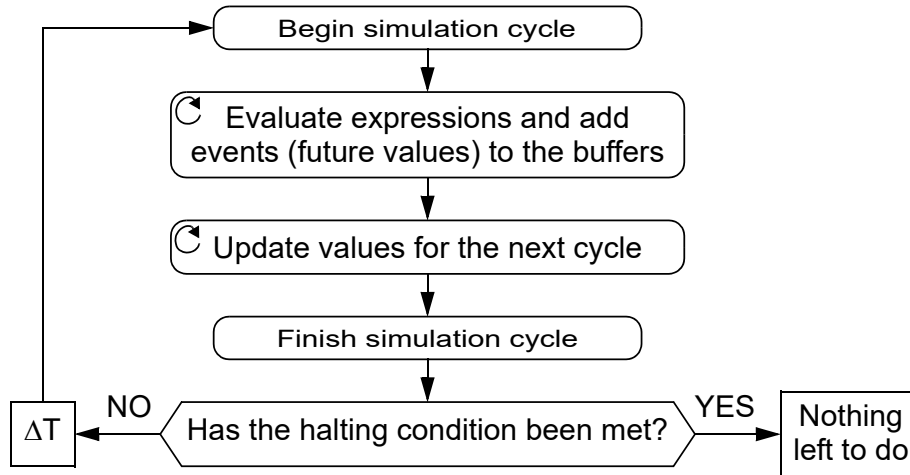 Begin simulation cycle
Evaluate expressions and add
events (future values) to the buffers
Update values for the next cycle
Finish simulation cycle
NO
YES
ΔT
Has the halting condition been met?
Nothing
left to do